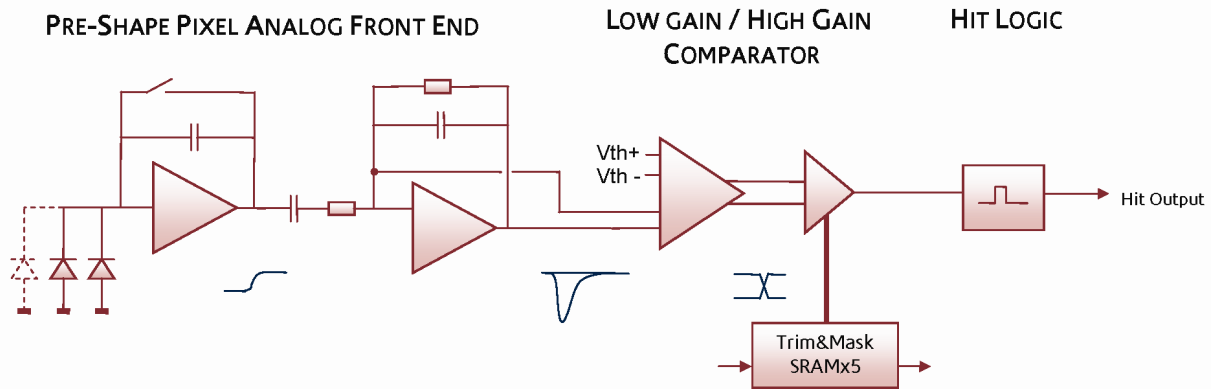 PRE-SHAPE PIXEL ANALOG FRONT END
LOW GAIN / HIGH GAIN
COMPARATOR
HIT LOGIC
Vth+
Vth -
Hit Output
Trim&Mask
SRAMx5